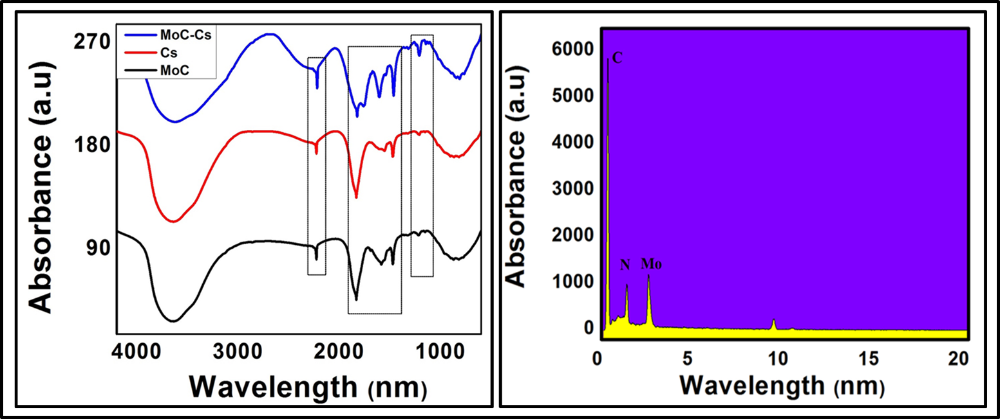 MoC-Cs
Cs
MoC
270
180
90
Absorbance (a.u)
4000 3000 2000 1000
Wavelength (nm)
6000
5000
4000
3000
2000
1000
0
Absorbance (a.u)
C
N Mo
0 5 10 15 20
Wavelength (nm)